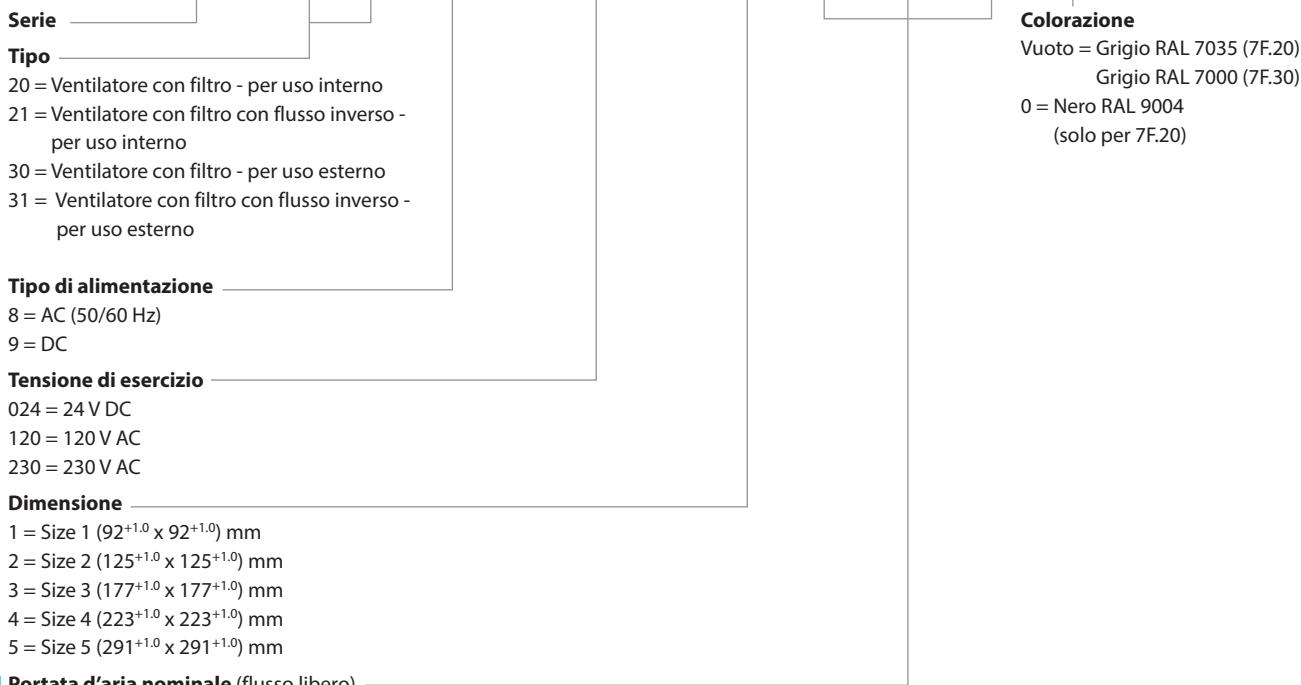 Serie
Tipo
20 = Ventilatore con filtro - per uso interno
21 = Ventilatore con filtro con flusso inverso -
per uso interno
30 = Ventilatore con filtro - per uso esterno
31 = Ventilatore con filtro con flusso inverso -
per uso esterno
Tipo di alimentazione
8 = AC (50/60 Hz)
9 = DC
Tensione di esercizio
024 = 24 V DC
120 = 120 V AC
230 = 230 V AC
Dimensione
1 = Size 1 (92+1.0 x 92+1.0) mm
2 = Size 2 (125+1.0 x 125+1.0) mm
3 = Size 3 (177+1.0 x 177+1.0) mm
4 = Size 4 (223+1.0 x 223+1.0) mm
5 = Size 5 (291+1.0 x 291+1.0) mm
Portata d’aria nominale (flusso libero)
Colorazione
Vuoto = Grigio RAL 7035 (7F.20)
Grigio RAL 7000 (7F.30)
0 = Nero RAL 9004
(solo per 7F.20)